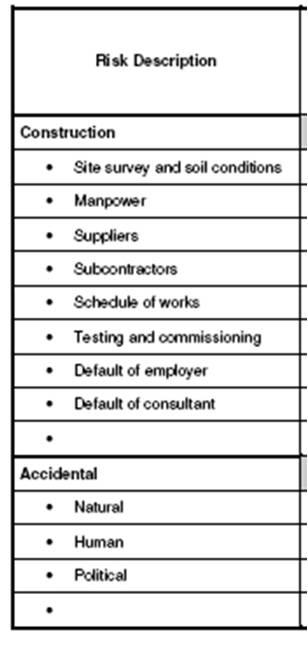 Risk Description
Construction
• Site survey and soil conditions
• Manpower
• Suppliers
• Subcontractors
• Schedule of works
• Testing and commissioning
• Default of employer
• Default of consultant
•
Accidental
• Natural
• Human
• Political
•